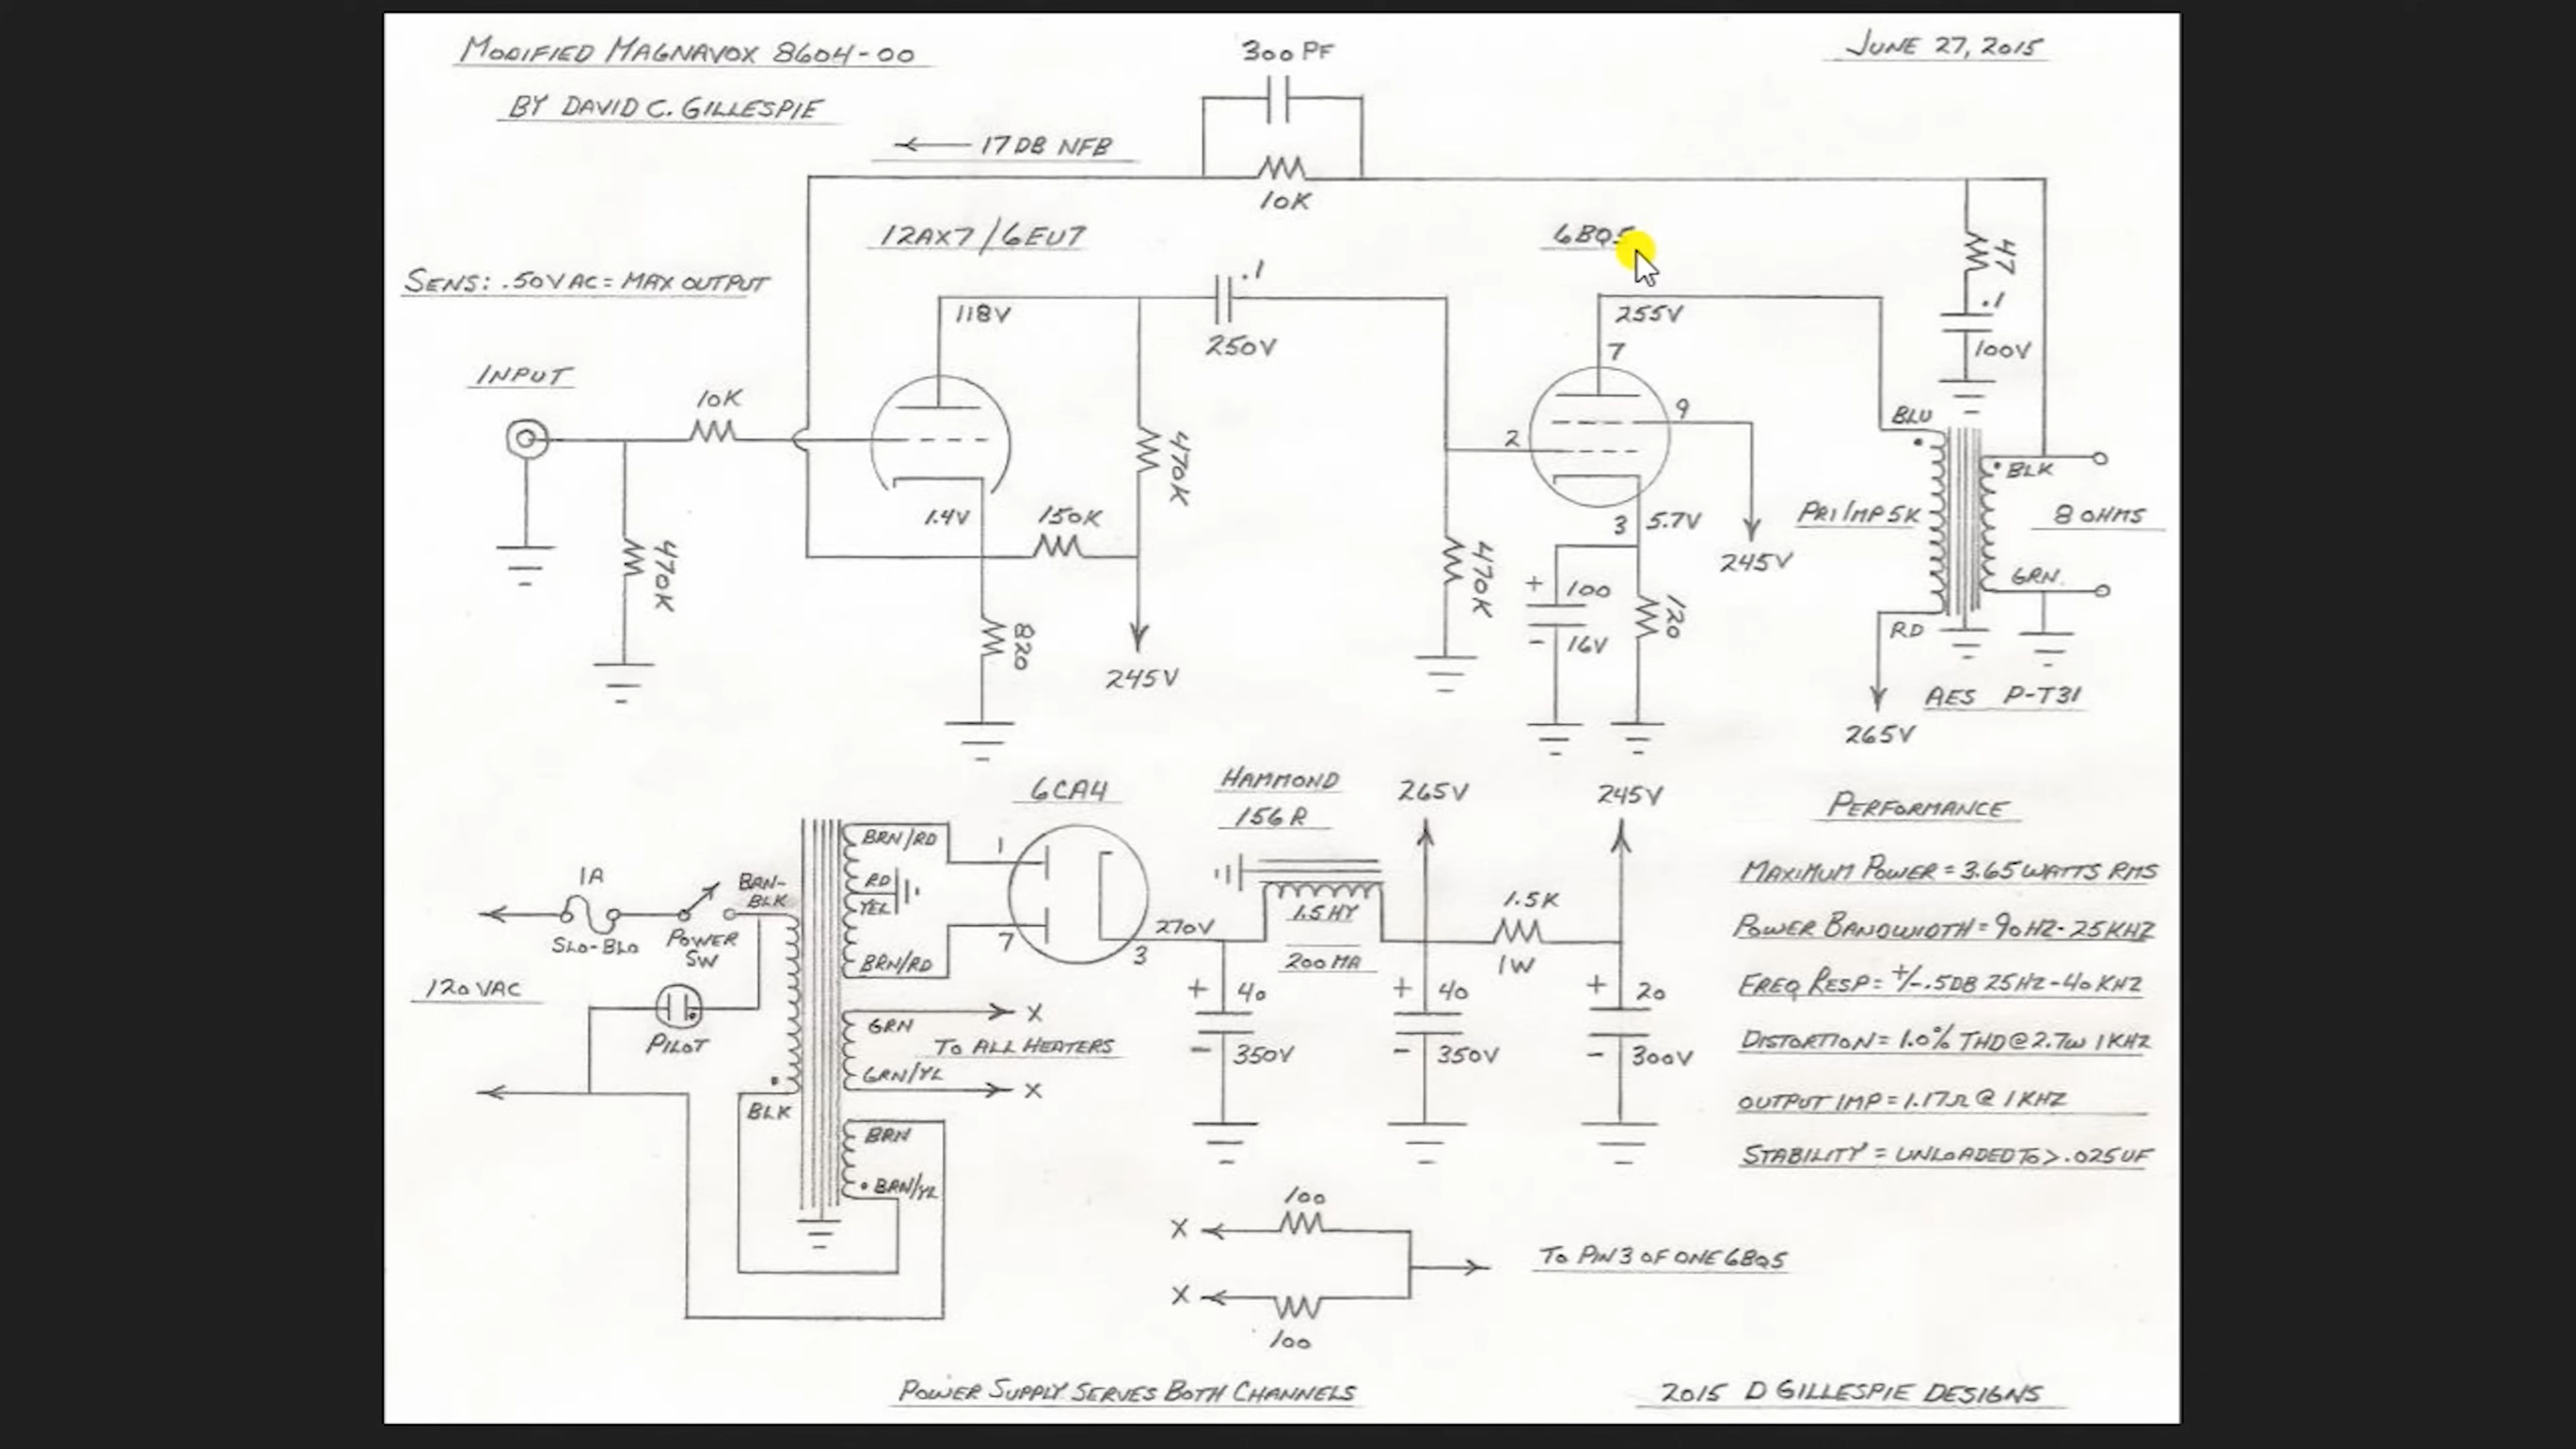 MODIFIED MAGNAVOX 8604-00
BY DAVID C. GILLESPIE
JUNE 27, 2015
300 PF
17 DB NFB
10K
12AX7/6EU7
6BQ5
47
.1
100V
SENS: .50VAC = MAX OUTPUT
118V
.1
250V
255V
7
INPUT
10K
470K
9
2
BLU
BLK
1.4V
150K
3
5.7V
245V
PRI IMP 5K
8 OHMS
470K
820
245V
470K
+
100
-
16V
120
GRN
RD
265V
AES P-T31
6CA4
HAMMOND
156R
265V
245V
PERFORMANCE
MAXIMUM POWER = 3.65 WATTS RMS
POWER BANDWIDTH = 90HZ-25KHZ
FREQ RESP = +/-.5DB 25HZ-40KHZ
DISTORTION = 1.0% THD @ 2.7W 1KHZ
OUTPUT IMP = 1.17Ω @ 1KHZ
STABILITY = UNLOADED TO >.025UF
1A
SLO-BLO
POWER
SW
BAN-
BLK
BRN/RD
RD
YEL
BRN/RD
1
7
3
270V
1.5HY
200MA
1.5K
1W
120VAC
PILOT
GRN
X
TO ALL HEATERS
GRN/YL
X
+
40
-
350V
+
40
-
350V
+
20
-
300V
BLK
BRN
BRN/YL
X
100
X
100
TO PIN 3 OF ONE 6BQ5
POWER SUPPLY SERVES BOTH CHANNELS
2015 D GILLESPIE DESIGNS